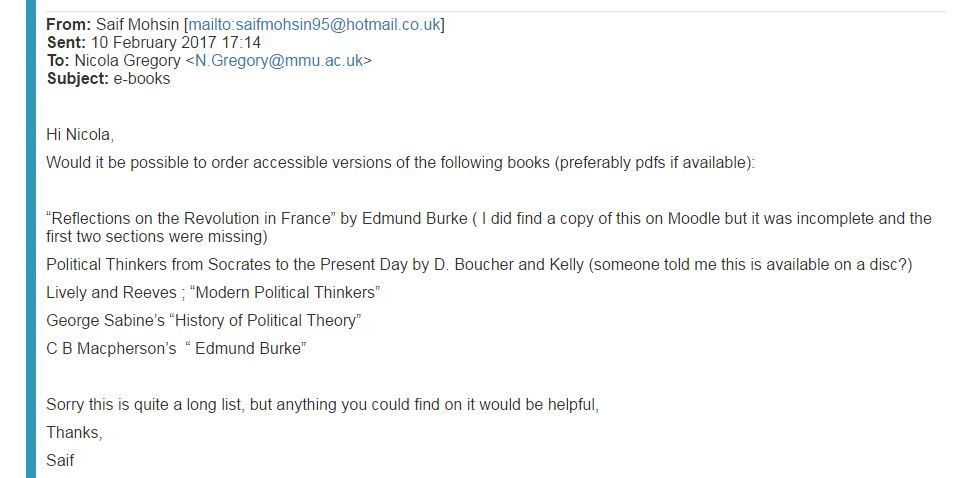 From: Saif Mohsin [mailto:saifmohsin95@hotmail.co.uk]
Sent: 10 February 2017 17:14
To: Nicola Gregory <N.Gregory@mmu.ac.uk>
Subject: e-books
Hi Nicola,
Would it be possible to order accessible versions of the following books (preferably pdfs if available):
“Reflections on the Revolution in France” by Edmund Burke ( I did find a copy of this on Moodle but it was incomplete and the
first two sections were missing)
Political Thinkers from Socrates to the Present Day by D. Boucher and Kelly (someone told me this is available on a disc?)
Lively and Reeves ; “Modern Political Thinkers”
George Sabine’s “History of Political Theory”
C B Macpherson’s “ Edmund Burke”
Sorry this is quite a long list, but anything you could find on it would be helpful,
Thanks,
Saif